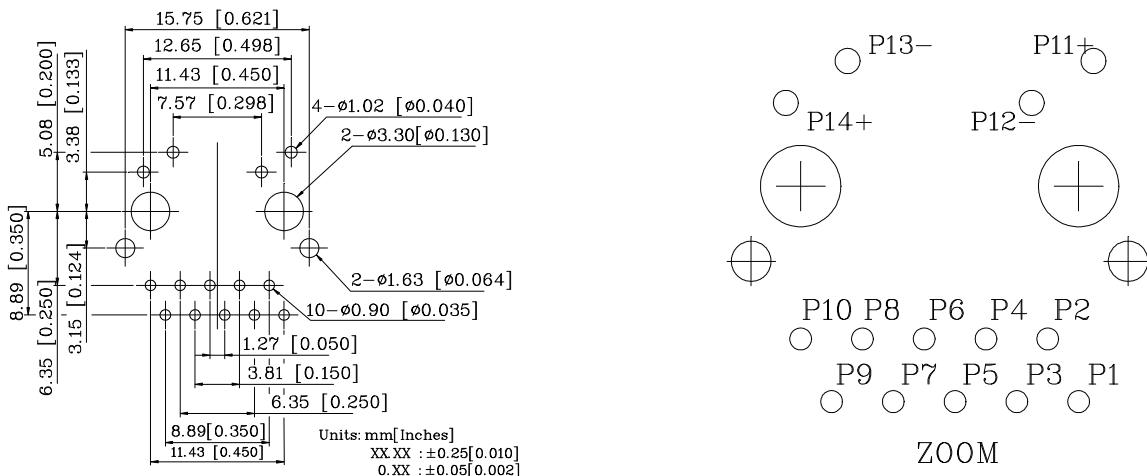 15.75 [0.621]
12.65 [0.498]
11.43 [0.450]
7.57 [0.298]
5.08 [0.200]
3.38 [0.133]
4-ø1.02 [ø0.040]
2-ø3.30[ø0.130]
8.89 [0.350]
6.35 [0.250]
3.15 [0.124]
2-ø1.63 [ø0.064]
10-ø0.90 [ø0.035]
1.27 [0.050]
3.81 [0.150]
6.35 [0.250]
8.89[0.350]
11.43 [0.450]
Units: mm[Inches]
XX.XX : ±0.25[0.010]
0.XX : ±0.05[0.002]
P13- P11+
P14+ P12-
P10 P8 P6 P4 P2
P9 P7 P5 P3 P1
ZOOM